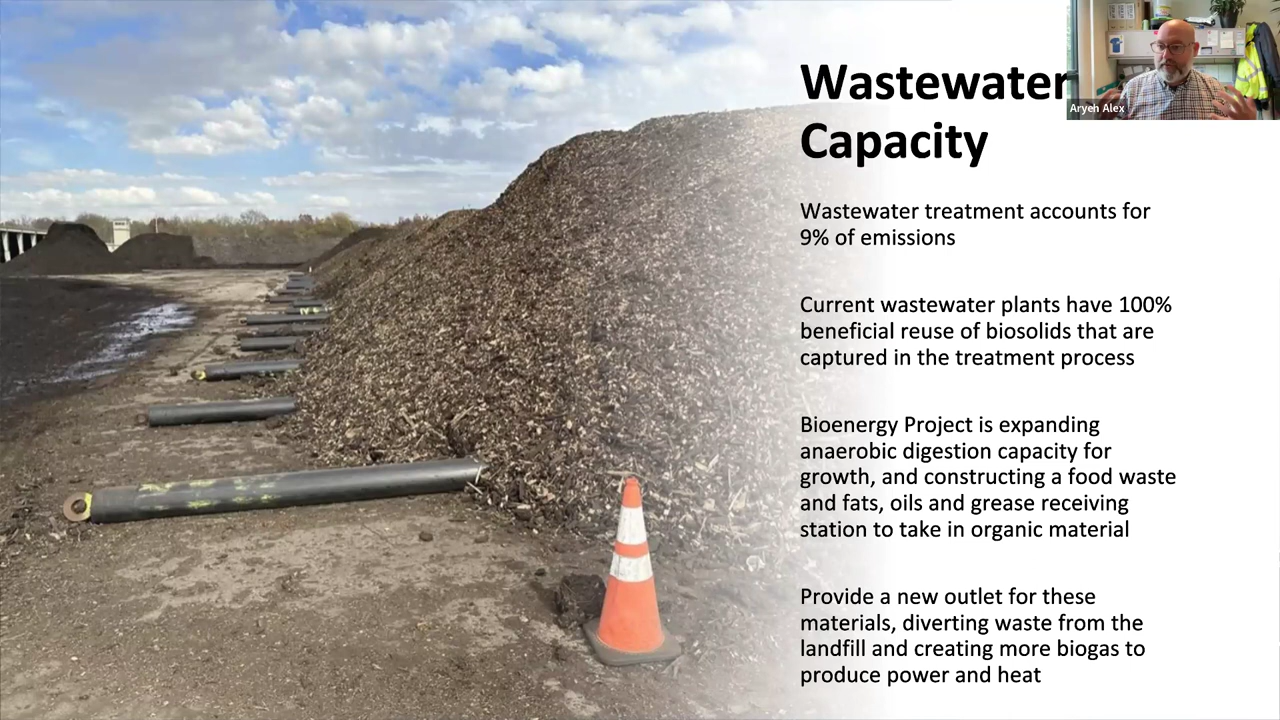 Wastewater
Capacity
Aryeh Alex
Wastewater treatment accounts for
9% of emissions
Current wastewater plants have 100%
beneficial reuse of biosolids that are
captured in the treatment process
Bioenergy Project is expanding
anaerobic digestion capacity for
growth, and constructing a food waste
and fats, oils and grease receiving
station to take in organic material
Provide a new outlet for these
materials, diverting waste from the
landfill and creating more biogas to
produce power and heat